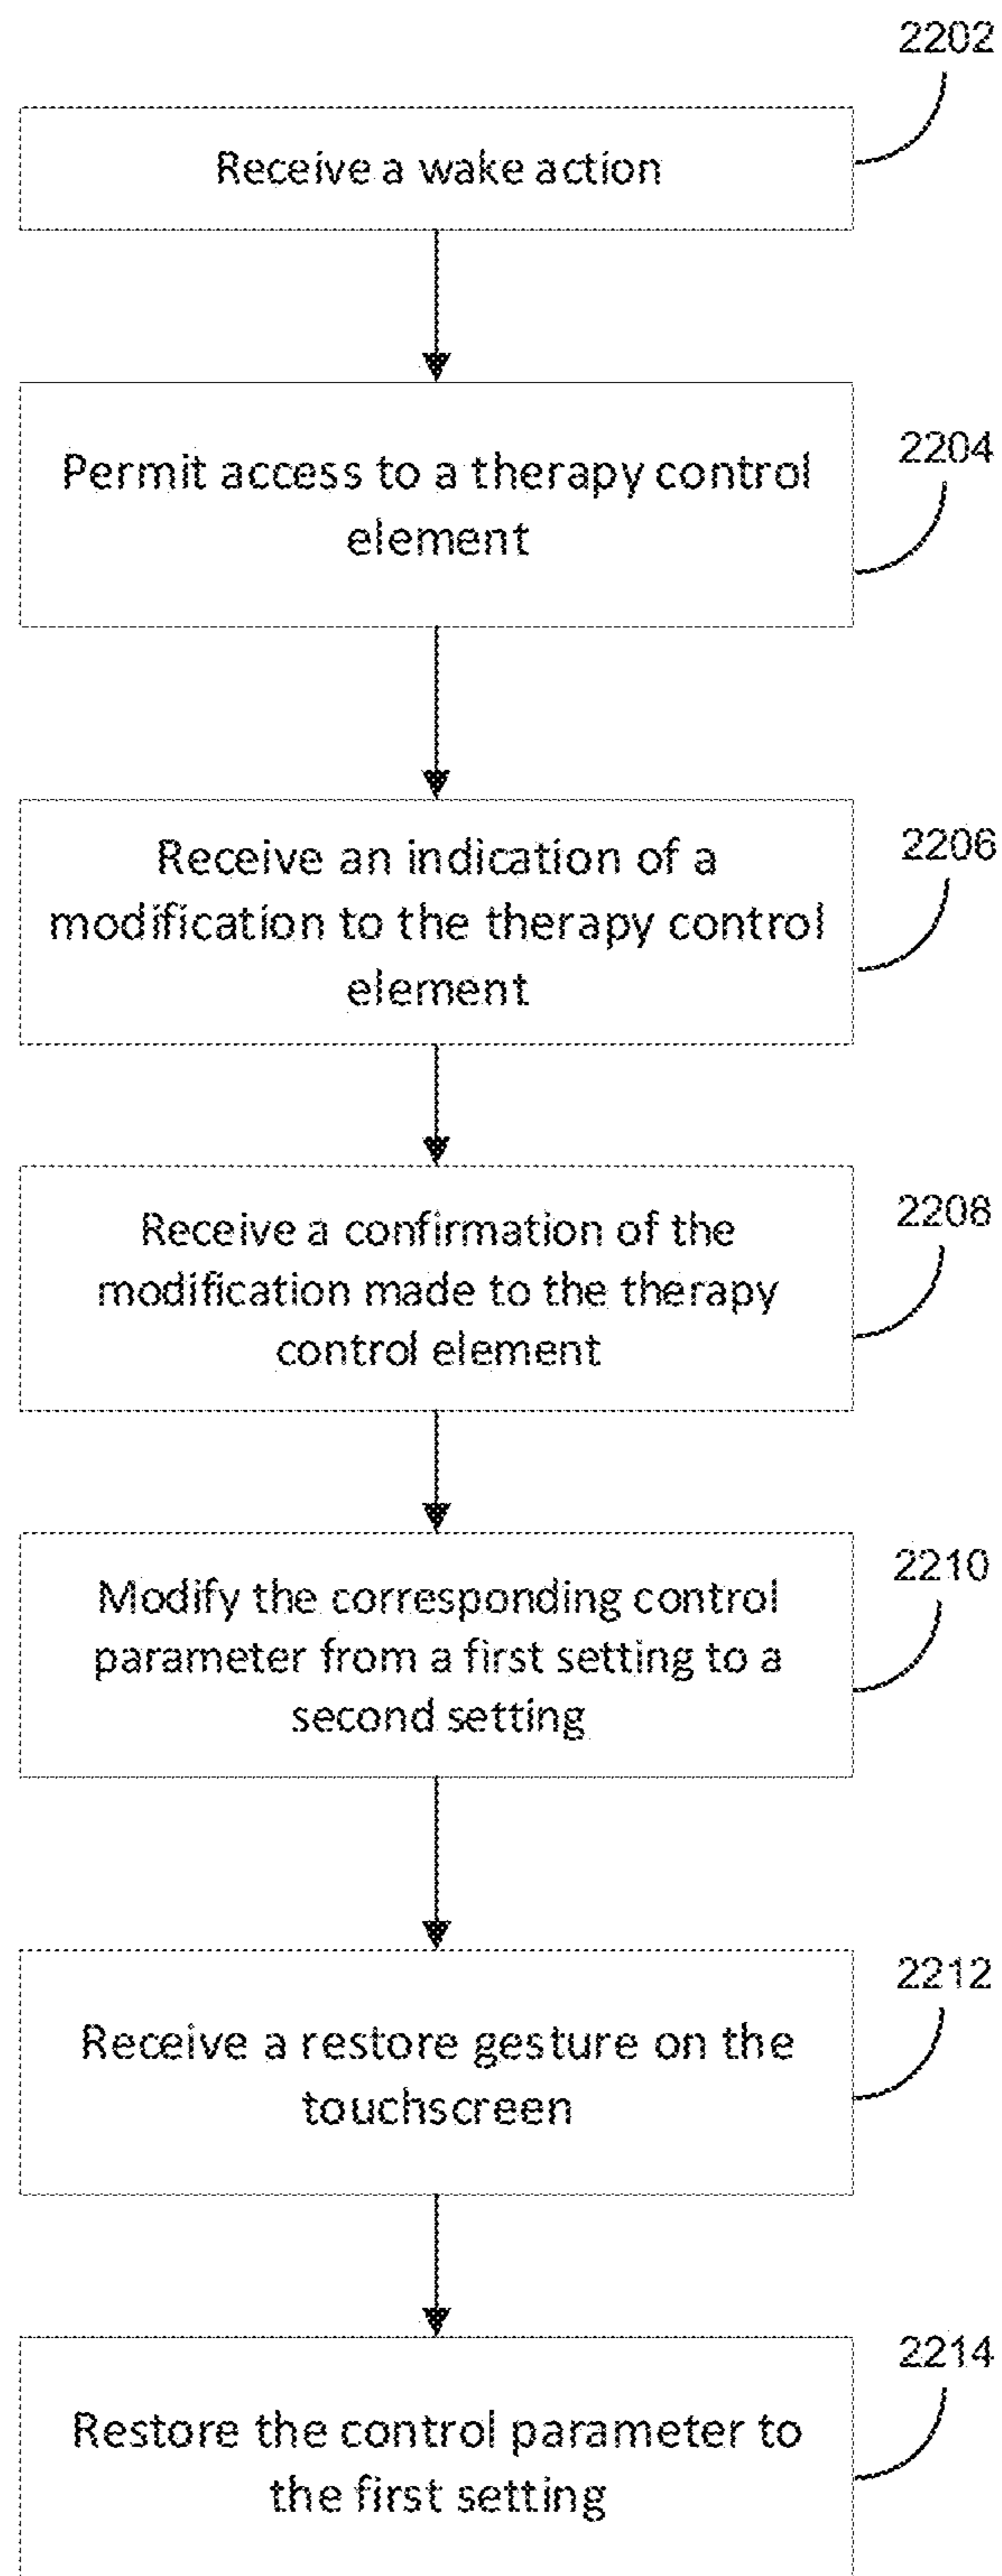 2202
Receive a wake action
2204
Permit access to a therapy control
element
2206
Receive an indication of a
modification to the therapy control
element
2208
Receive a confirmation of the
modification made to the therapy
control element
2210
Modify the corresponding control
parameter from a first setting to a
second setting
2212
Receive a restore gesture on the
touchscreen
2214
Restore the control parameter to
the first setting